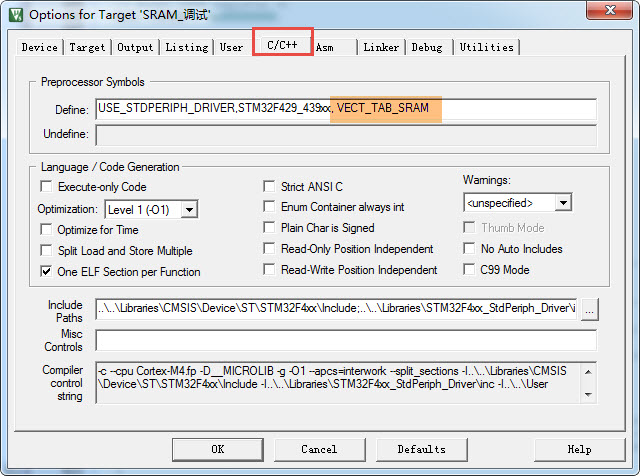 Options for Target 'SRAM_调试'
Device Target Output Listing User C/C++ Asm Linker Debug Utilities
Preprocessor Symbols
Define: USE_STDPERIPH_DRIVER,STM32F429_439xx, VECT_TAB_SRAM
Undefine:
Language / Code Generation
Execute-only Code
Optimization: Level 1 (-O1)
Optimize for Time
Split Load and Store Multiple
One ELF Section per Function
Strict ANSI C
Enum Container always int
Plain Char is Signed
Read-Only Position Independent
Read-Write Position Independent
Warnings:
<unspecified>
Thumb Mode
No Auto Includes
C99 Mode
Include
Paths
..\..\Libraries\CMSIS\Device\ST\STM32F4xx\Include;..\..\Libraries\STM32F4xx_StdPeriph_Driver\i
...
Misc
Controls
Compiler
control
string
-c --cpu Cortex-M4.fp -D__MICROLIB -g -O1 --apcs=interwork --split_sections -I..\..\Libraries\CMSIS
\Device\ST\STM32F4xx\Include -I..\..\Libraries\STM32F4xx_StdPeriph_Driver\inc -I..\..\User
OK Cancel Defaults Help